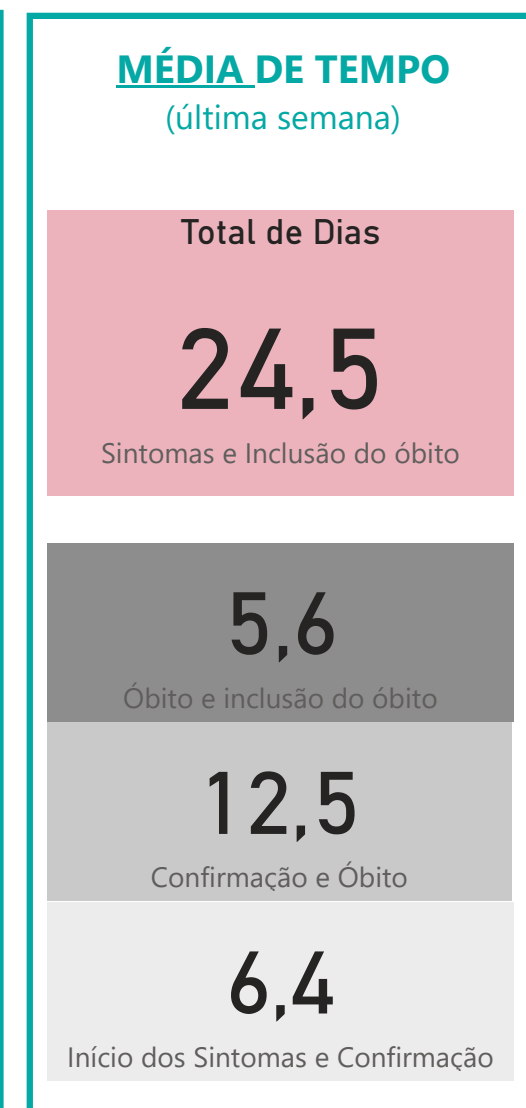 MÉDIA DE TEMPO
(última semana)
Total de Dias
24,5
Sintomas e Inclusão do óbito
5,6
Óbito e inclusão do óbito
12,5
Confirmação e Óbito
6,4
Início dos Sintomas e Confirmação